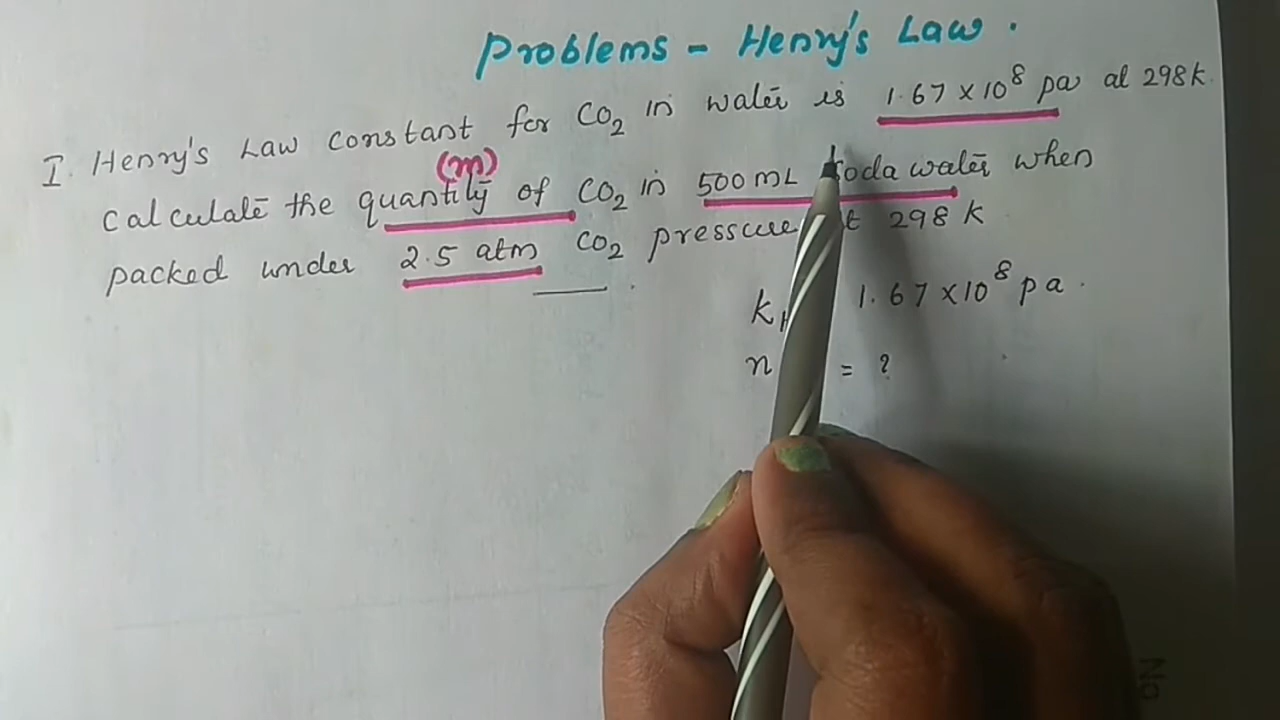 Problems - Henry's Law.
I. Henry's Law constant for CO2 in water is 1.67 x 10^8 pa at 298k.
Calculate the quantity of CO2 in 500 mL soda water when
(m)
packed under 2.5 atm CO2 pressure at 298 k
k 1.67 x 10^8 pa.
n = ?
No